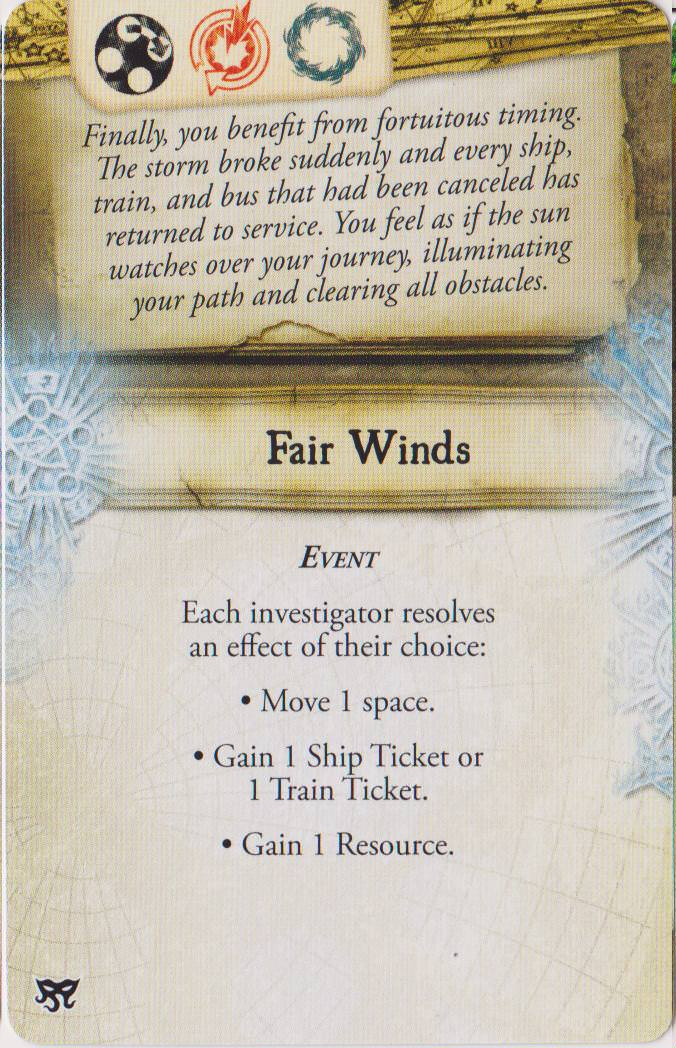 Finally, you benefit from fortuitous timing.
The storm broke suddenly and every ship,
train, and bus that had been canceled has
returned to service. You feel as if the sun
watches over your journey, illuminating
your path and clearing all obstacles.
Fair Winds
Event
Each investigator resolves
an effect of their choice:
• Move 1 space.
• Gain 1 Ship Ticket or
1 Train Ticket.
• Gain 1 Resource.